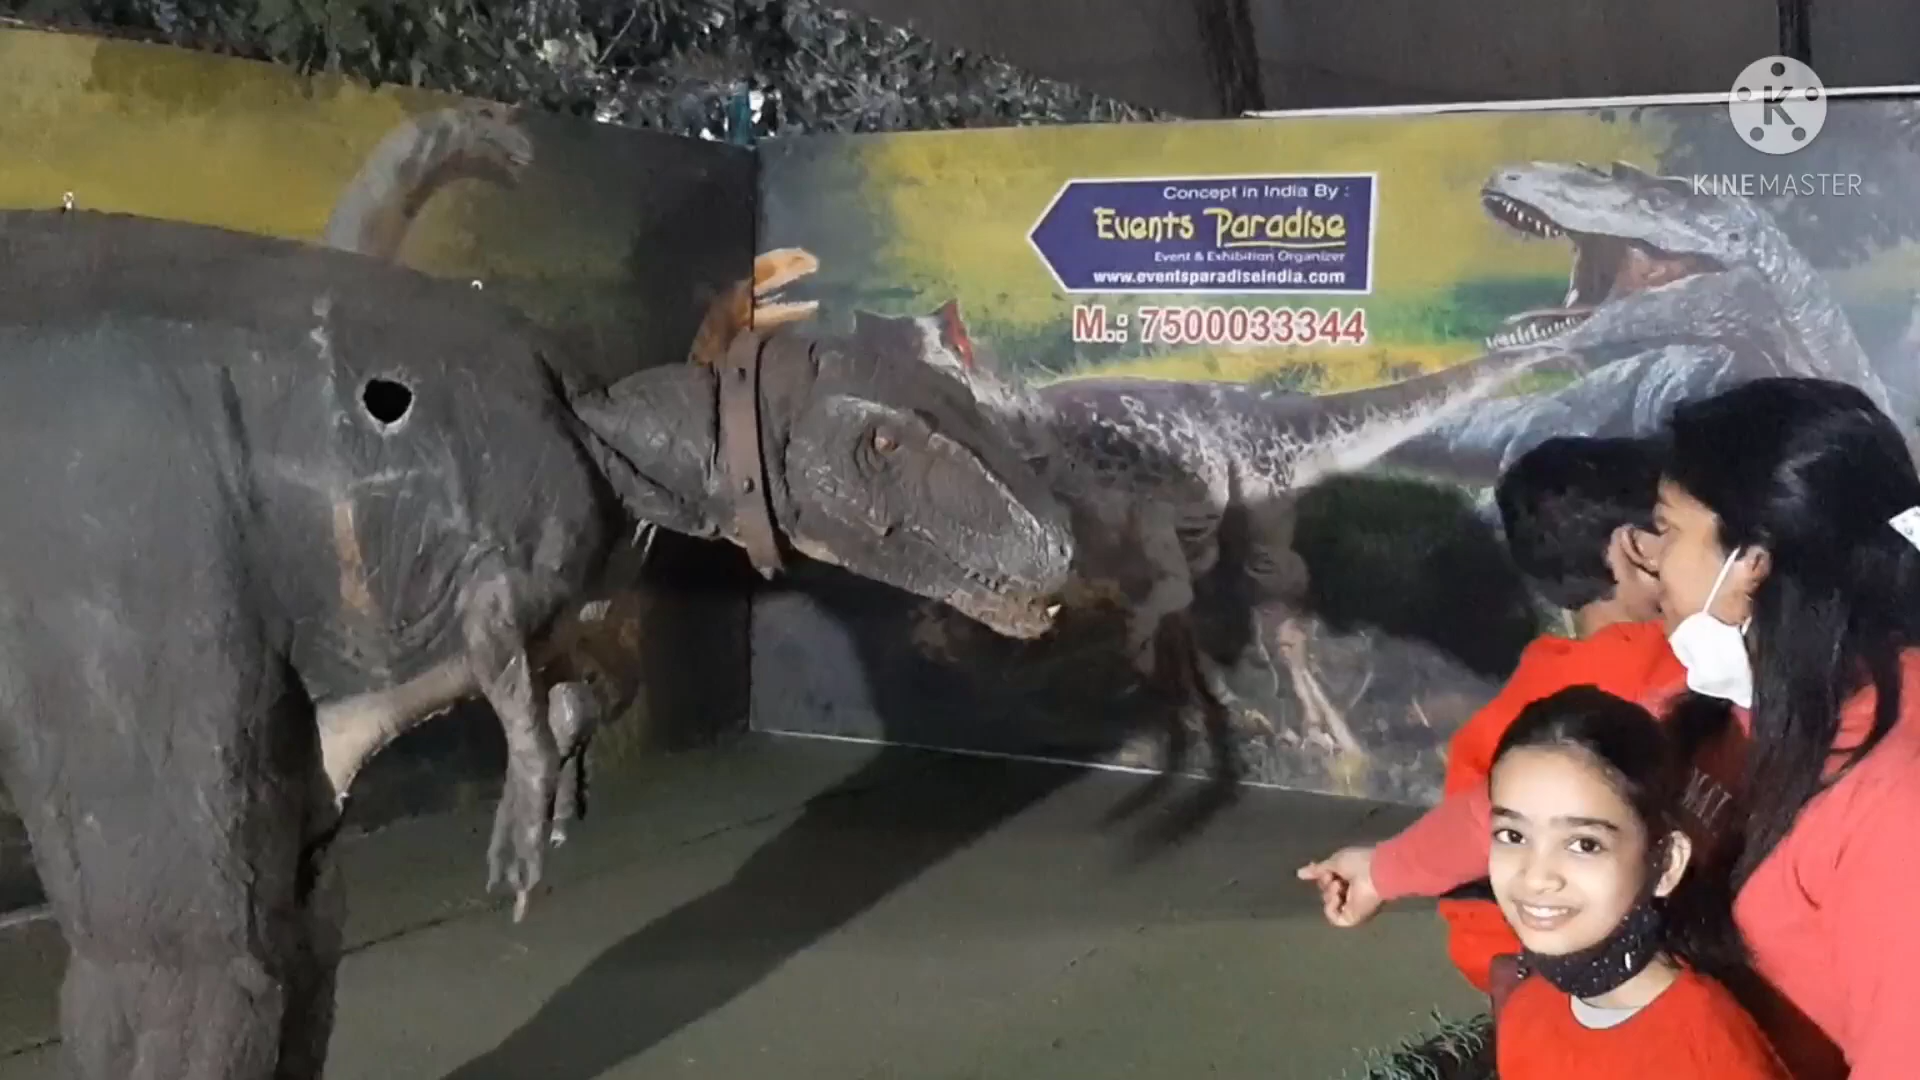 Concept in India By :
Events Paradise
Event & Exhibition Organizer
www.eventsparadiseindia.com
M.: 7500033344
K
KINEMASTER